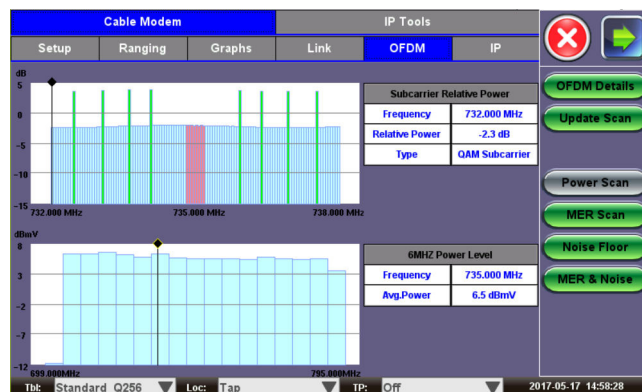 Cable Modem
IP Tools
Setup
Ranging
Graphs
Link
OFDM
IP
dB
5
0
-5
-10
-15
732.000 MHz
735.000 MHz
738.000 MHz
Subcarrier Relative Power
Frequency 732.000 MHz
Relative Power -2.3 dB
Type QAM Subcarrier
dBmV
8
3
-2
-7
-12
699.000MHz
795.000MHz
6MHZ Power Level
Frequency 735.000 MHz
Avg.Power 6.5 dBmV
OFDM Details
Update Scan
Power Scan
MER Scan
Noise Floor
MER & Noise
Tbl: Standard_Q256 Loc: Tap TP: Off 2017-05-17 14:58:28